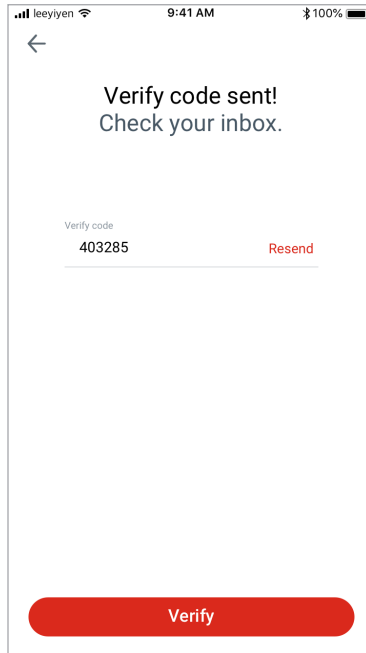 leeyiyen 9:41 AM 100%
Verify code sent!
Check your inbox.
Verify code
403285 Resend
Verify